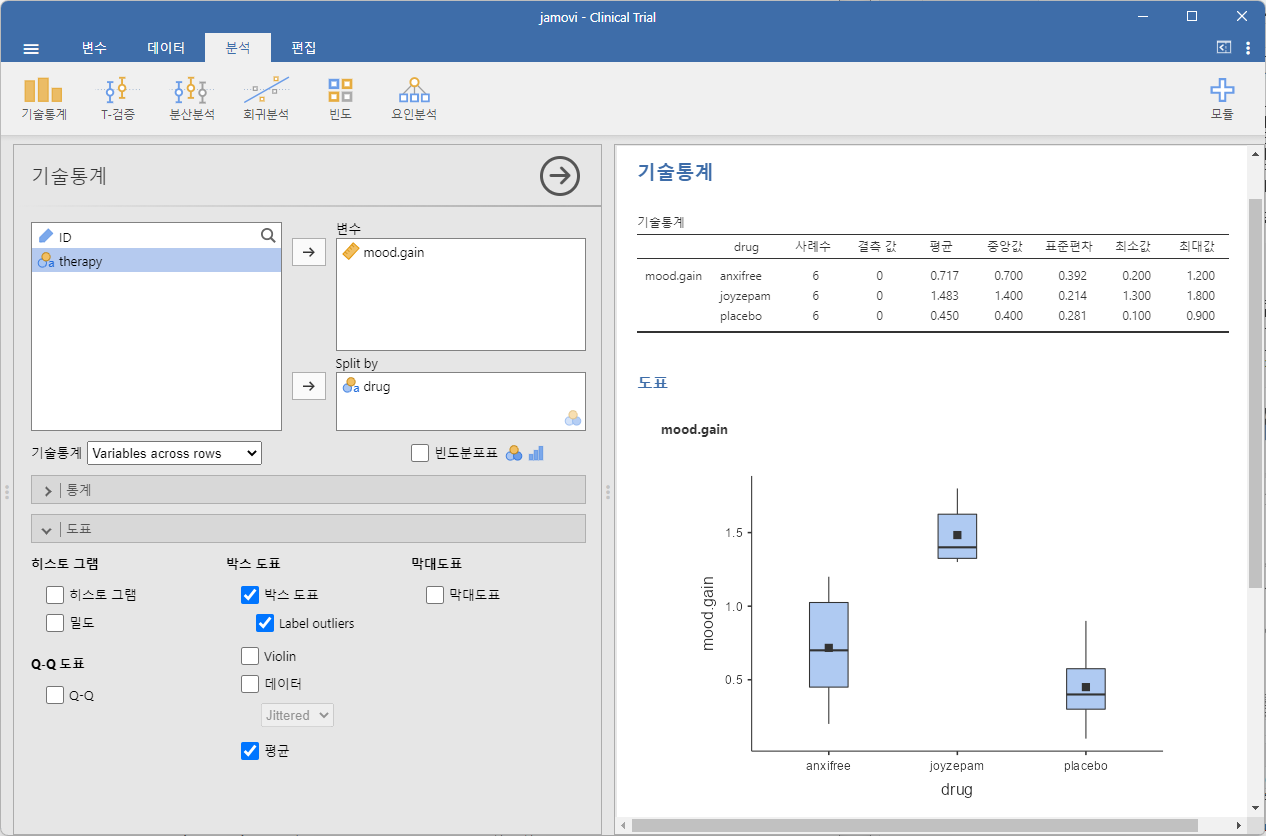 jamovi - Clinical Trial
변수 데이터 분석 편집
기술통계 T-검증 분산분석 회귀분석 빈도 요인분석 모듈
기술통계
ID
therapy
변수
mood.gain
Split by
drug
기술통계 Variables across rows
빈도분포표
통계
도표
히스토 그램 박스 도표 막대도표
히스토 그램 박스 도표 막대도표
밀도 Label outliers
Violin
Q-Q 도표
데이터
Q-Q
Jittered
평균
기술통계
기술통계
drug 사례수 결측 값 평균 중앙값 표준편차 최소값 최대값
mood.gain anxifree 6 0 0.717 0.700 0.392 0.200 1.200
joyzepam 6 0 1.483 1.400 0.214 1.300 1.800
placebo 6 0 0.450 0.400 0.281 0.100 0.900
도표
mood.gain
1.5
1.0
0.5
mood.gain
anxifree joyzepam placebo
drug